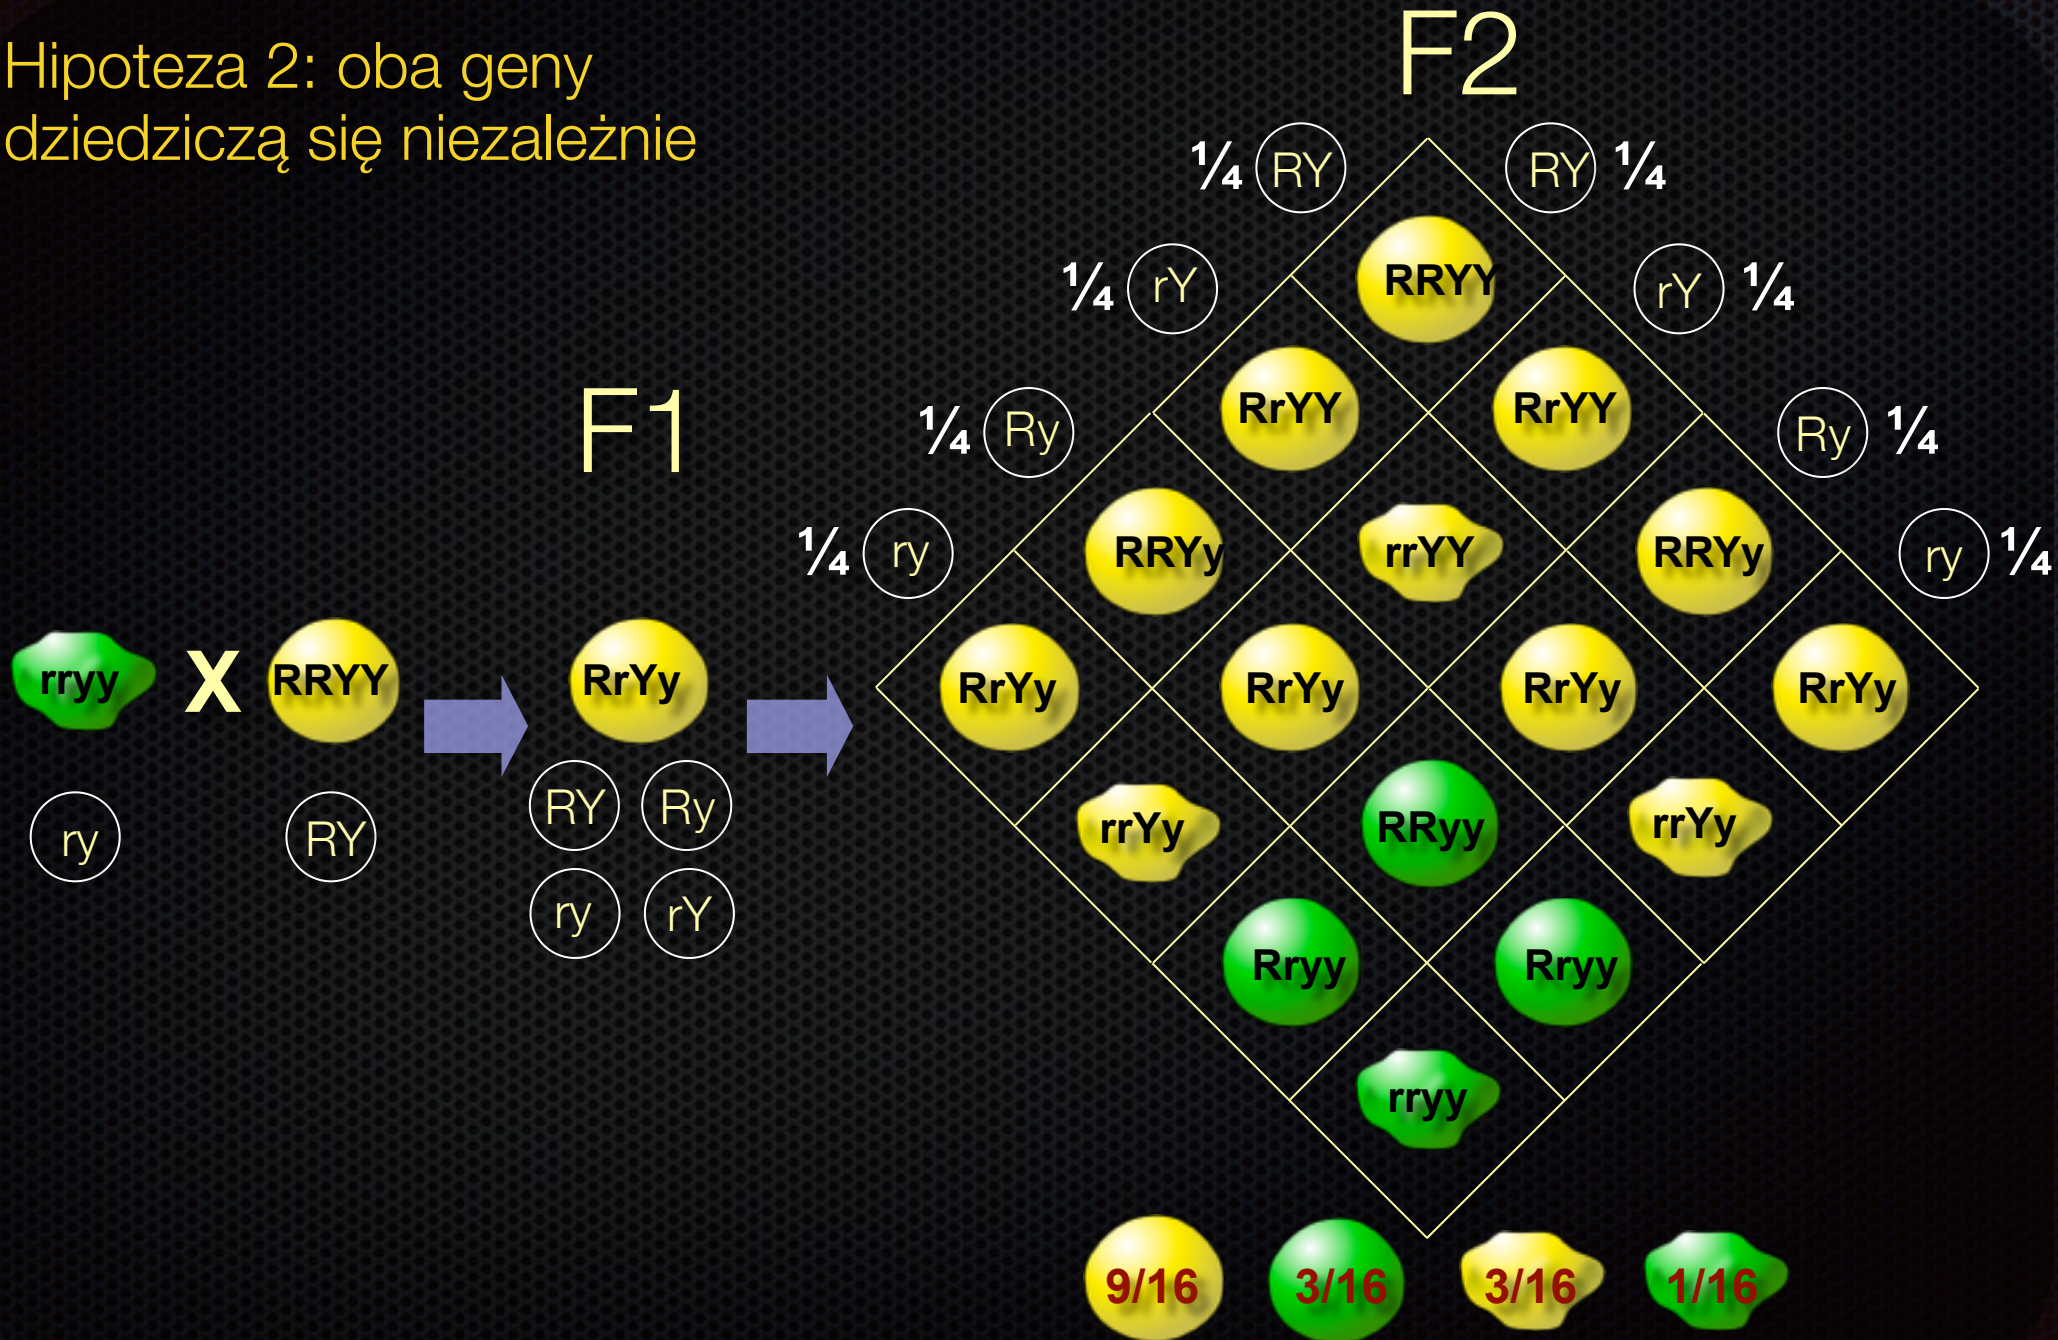 Hipoteza 2: oba geny
dziedziczą się niezależnie
F2
¼ RY RY ¼
¼ rY rY ¼
¼ Ry Ry ¼
¼ ry ry ¼
RRYY
RrYY RrYY
RRYy rrYY RRYy
RrYy RrYy RrYy RrYy
rrYy RRyy rrYy
Rryy Rryy
rryy
F1
rryy X RRYY RrYy
ry RY
RY Ry
ry rY
9/16 3/16 3/16 1/16